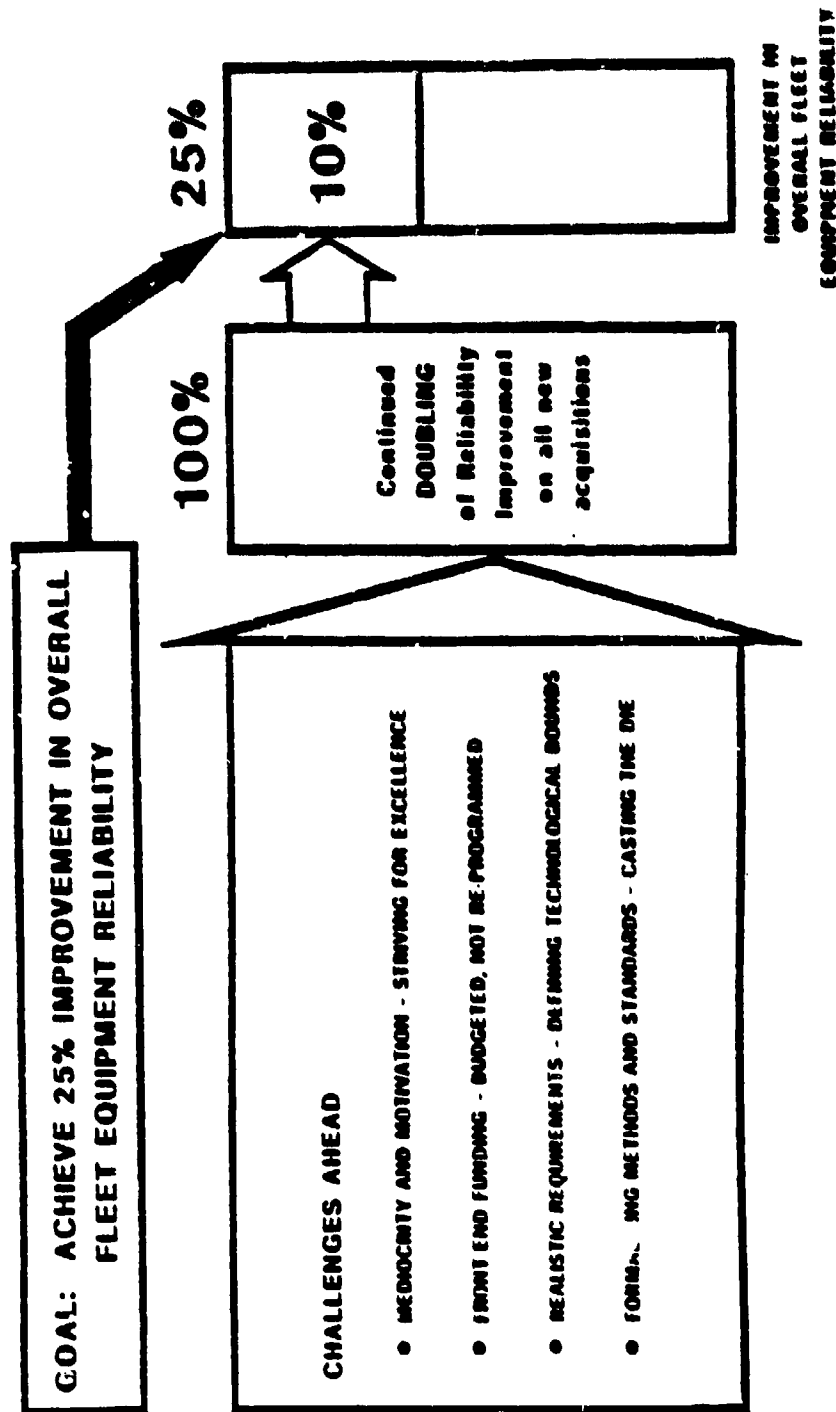 GOAL: ACHIEVE 25% IMPROVEMENT IN OVERALL
FLEET EQUIPMENT RELIABILITY
CHALLENGES AHEAD
● MEDIOCRITY AND MOTIVATION - STRIVING FOR EXCELLENCE
● FRONT END FUNDING - BUDGETED, NOT RE-PROGRAMMED
● REALISTIC REQUIREMENTS - DEFINING TECHNOLOGICAL BOUNDS
● METHODS AND STANDARDS - CASTING THE DIE
100%
Continued
DOUBLING
of Reliability
Improvement
on all new
acquisitions
25%
10%
IMPROVEMENT IN
OVERALL FLEET
EQUIPMENT RELIABILITY